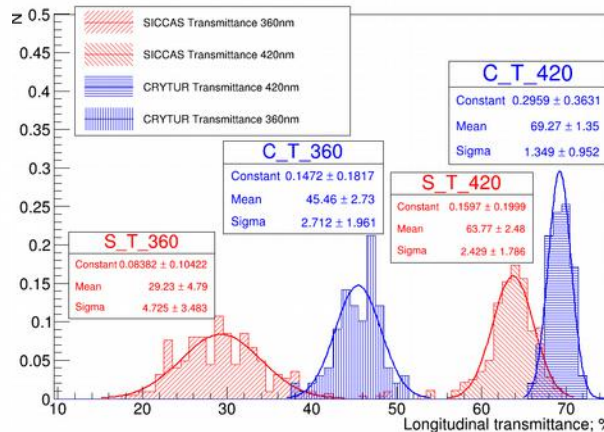 N
0.5
0.45
0.4
0.35
0.3
0.25
0.2
0.15
0.1
0.05
0
SICCAS Transmittance 360nm
SICCAS Transmittance 420nm
CRYTUR Transmittance 420nm
CRYTUR Transmittance 360nm
C_T_420
Constant 0.2959 ± 0.3631
Mean 69.27 ± 1.35
Sigma 1.349 ± 0.952
C_T_360
Constant 0.1472 ± 0.1817
Mean 45.46 ± 2.73
Sigma 2.712 ± 1.961
S_T_420
Constant 0.1597 ± 0.1999
Mean 63.77 ± 2.48
Sigma 2.429 ± 1.786
S_T_360
Constant 0.08382 ± 0.10422
Mean 29.23 ± 4.79
Sigma 4.725 ± 3.483
10 20 30 40 50 60 70
Longitudinal transmittance; %